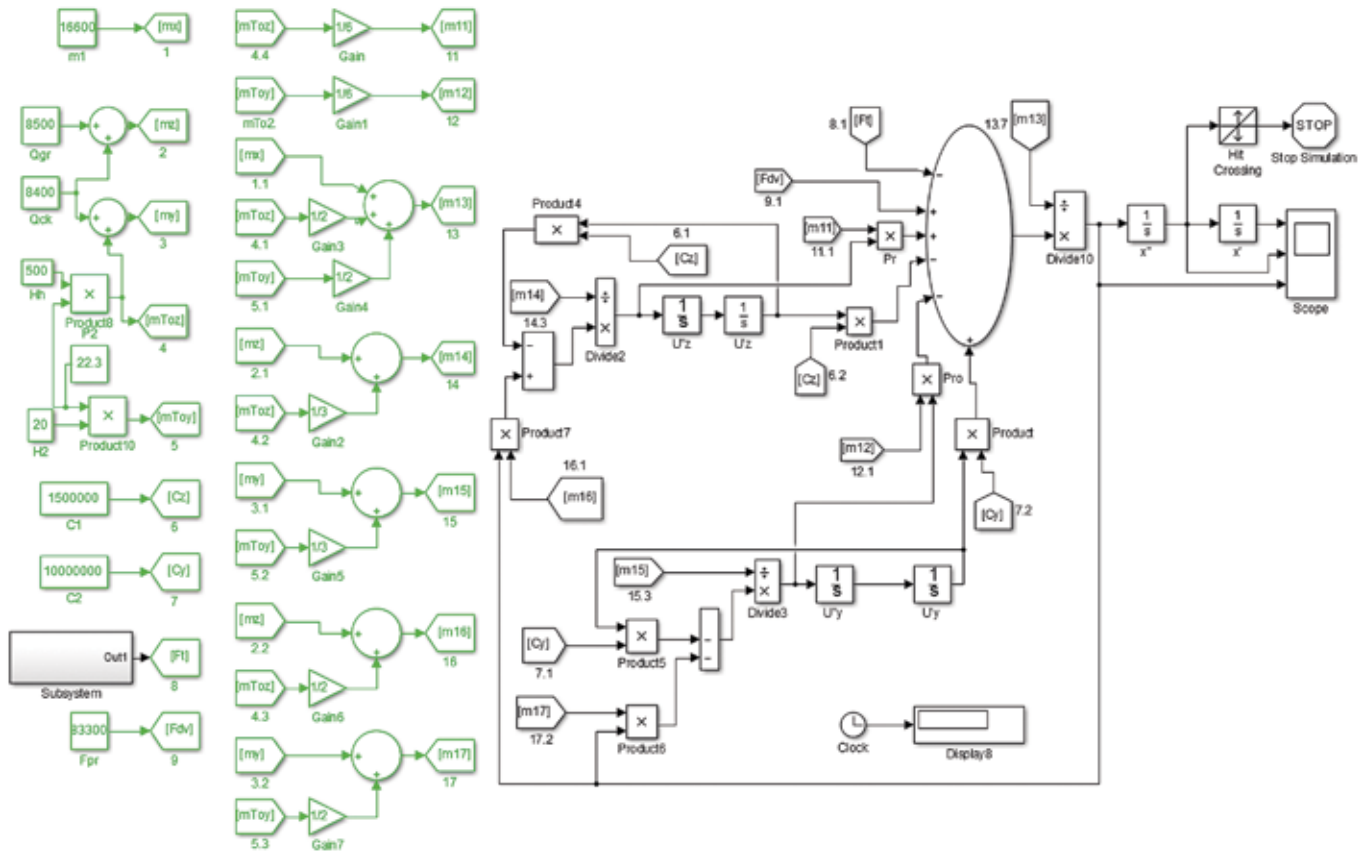 16600
m1
[mx]
1
8500
Qgr
[mz]
2
8400
Qck
[my]
3
500
Hh
×
Product8
P2
[mToz]
4
22.3
20
H2
×
Product10
[mToy]
5
1500000
C1
[Cz]
6
10000000
C2
[Cy]
7
Out1
Subsystem
[Ft]
8
83300
Fpr
[Fdv]
9
[mToz]
4.4
1/6
Gain
[m11]
11
[mToy]
mTo2
1/6
Gain1
[m12]
12
[mx]
1.1
[mToz]
4.1
1/2
Gain3
[m13]
13
[mToy]
5.1
1/2
Gain4
[mz]
2.1
[m14]
14
[mToz]
4.2
1/3
Gain2
[my]
3.1
[m15]
15
[mToy]
5.2
1/3
Gain5
[mz]
2.2
[m16]
16
[mToz]
4.3
1/2
Gain6
[my]
3.2
[m17]
17
[mToy]
5.3
1/2
Gain7
8.1
[Ft]
13.7
[m13]
[Fdv]
9.1
Product4
×
6.1
[Cz]
[m11]
11.1
×
Pr
÷
×
Divide10
1
s
x"
1
s
x'
Hit
Crossing
STOP
Stop Simulation
Scope
[m14]
14.3
÷
×
Divide2
1
s
U"z
1
s
U'z
×
Product1
[Cz]
6.2
×
Pro
×
Product7
16.1
[m16]
[m12]
12.1
×
Product
[Cy]
7.2
[m15]
15.3
÷
×
Divide3
1
s
U"y
1
s
U'y
[Cy]
7.1
×
Product5
[m17]
17.2
×
Product6
Clock
Display8